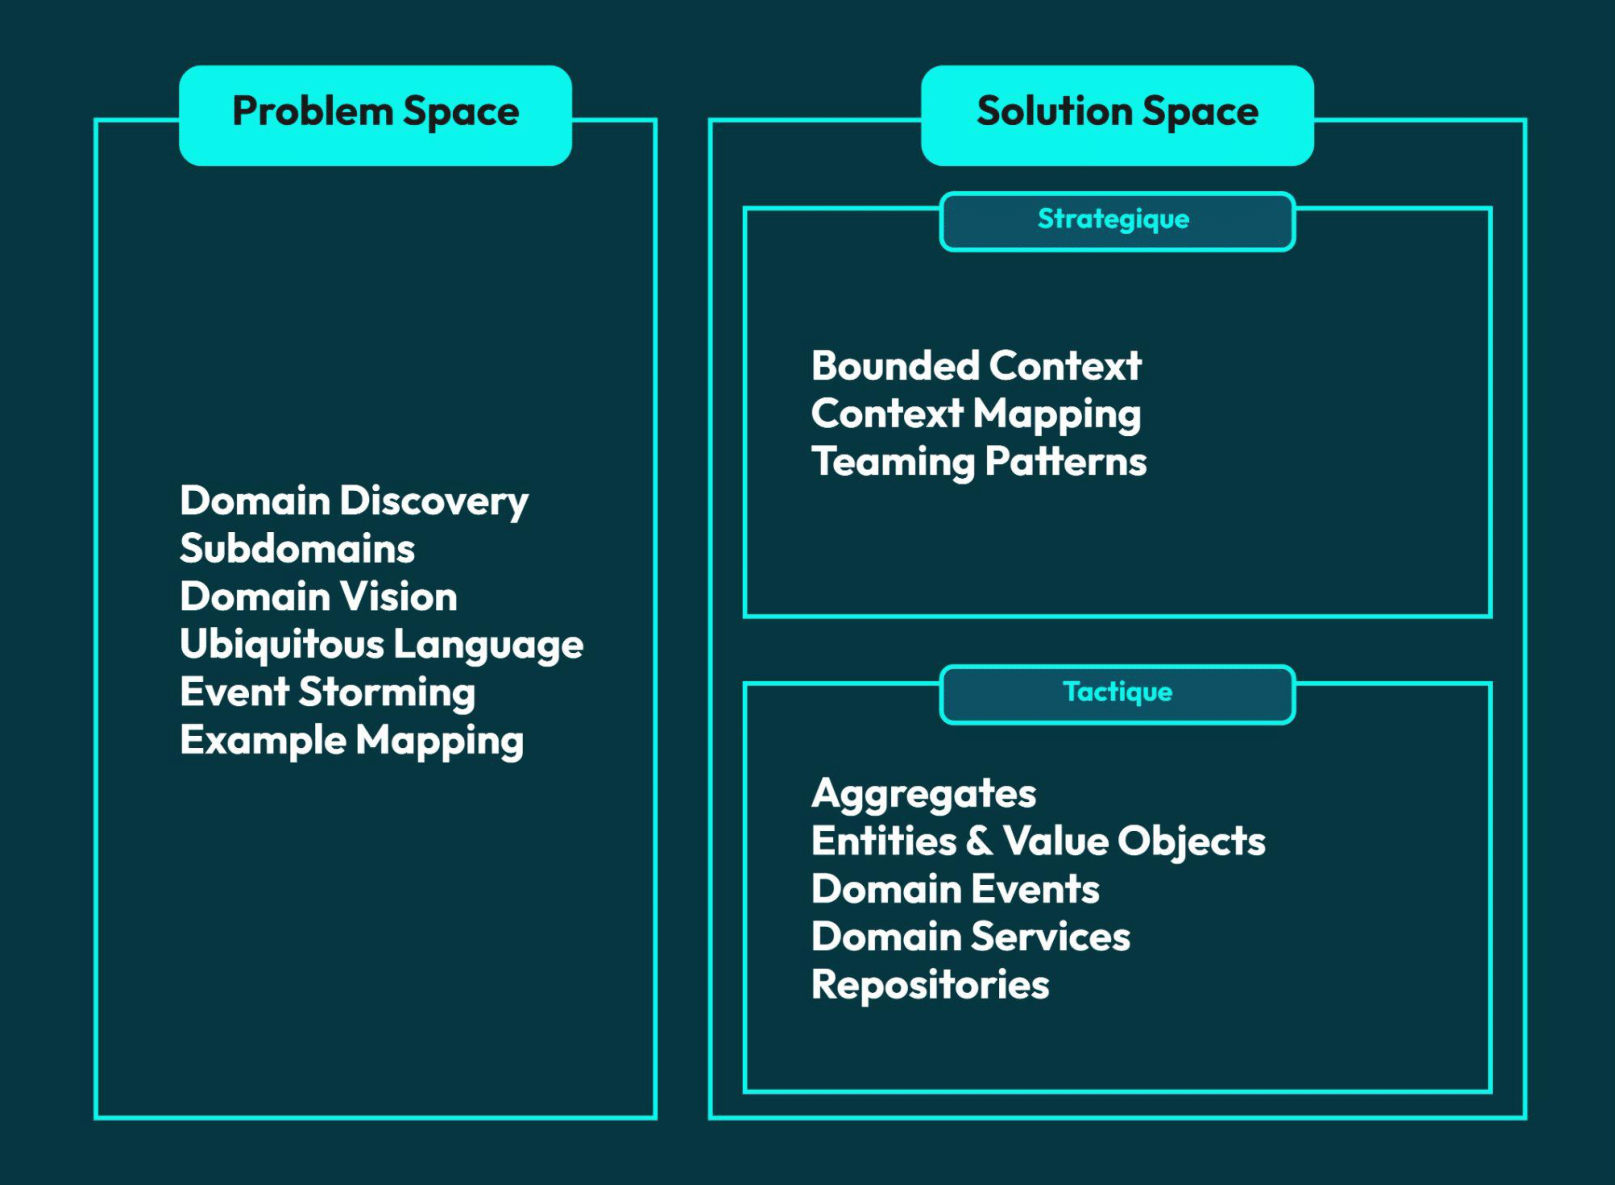 Problem Space
Domain Discovery
Subdomains
Domain Vision
Ubiquitous Language
Event Storming
Example Mapping
Solution Space
Strategique
Bounded Context
Context Mapping
Teaming Patterns
Tactique
Aggregates
Entities & Value Objects
Domain Events
Domain Services
Repositories